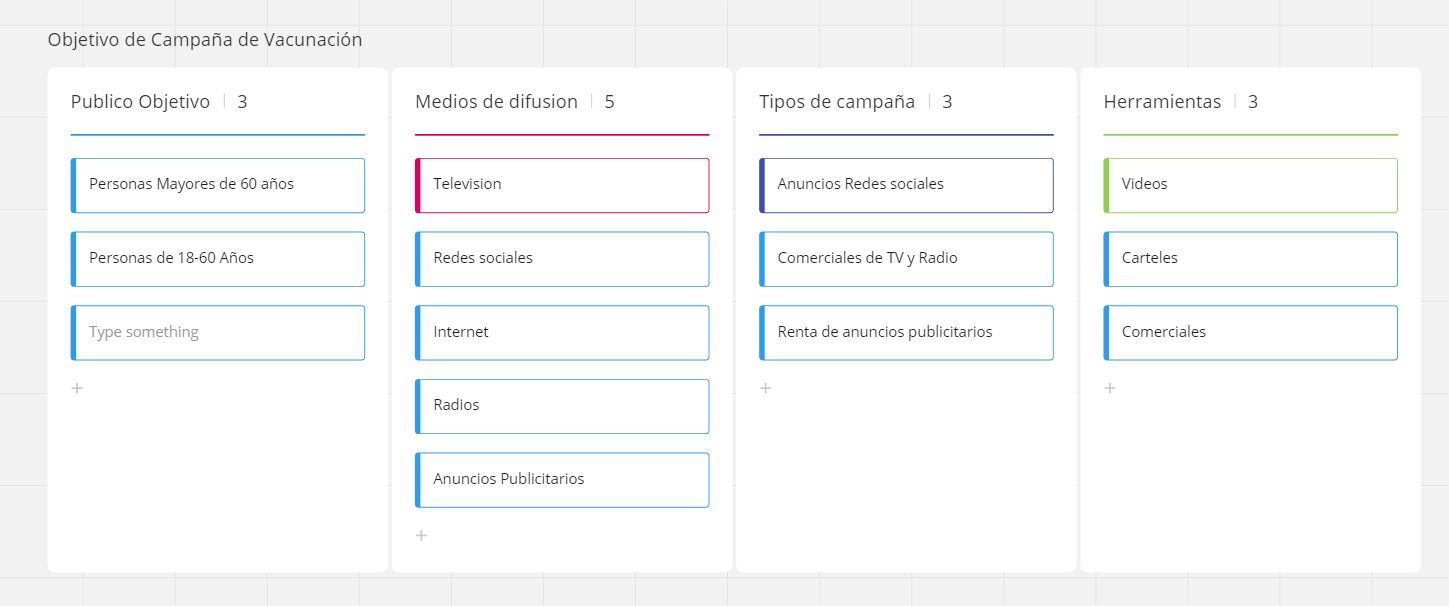 Objetivo de Campaña de Vacunación
Publico Objetivo | 3
Personas Mayores de 60 años
Personas de 18-60 Años
Type something
+
Medios de difusion | 5
Television
Redes sociales
Internet
Radios
Anuncios Publicitarios
+
Tipos de campaña | 3
Anuncios Redes sociales
Comerciales de TV y Radio
Renta de anuncios publicitarios
+
Herramientas | 3
Videos
Carteles
Comerciales
+